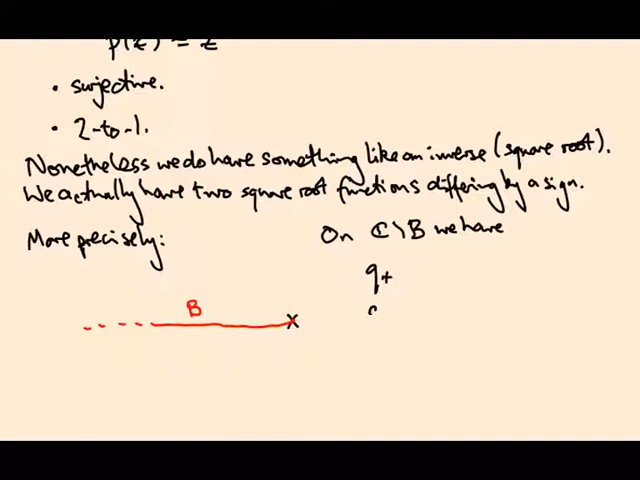 • surjective.
• 2-to-1.
Nonetheless we do have something like an inverse (square root).
We actually have two square root functions differing by a sign.
More precisely:
On ℂ\B we have
q+
B
x